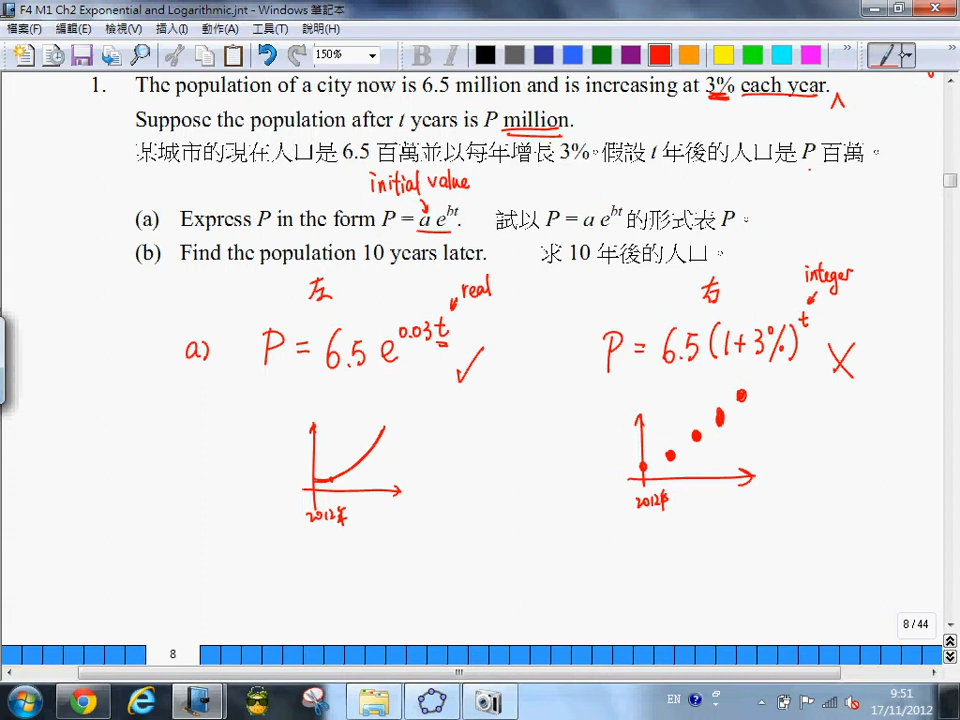 F4 M1 Ch2 Exponential and Logarithmic.jnt - Windows 筆記本
檔案(F) 編輯(E) 檢視(V) 插入(I) 動作(A) 工具(T) 說明(H)
150%
B I
1. The population of a city now is 6.5 million and is increasing at 3% each year.
Suppose the population after t years is P million.
某城市的現在人口是 6.5 百萬並以每年增長 3%。假設 t 年後的人口是 P 百萬。
initial value
(a) Express P in the form P = a e^{bt}. 試以 P = a e^{bt} 的形式表 P。
(b) Find the population 10 years later. 求 10 年後的人口。
左 real 右 integer
a) P = 6.5 e^{0.03t} ✓ P = 6.5(1+3%)^t X
2012年 2012年
8 / 44
8
EN
9:51
17/11/2012